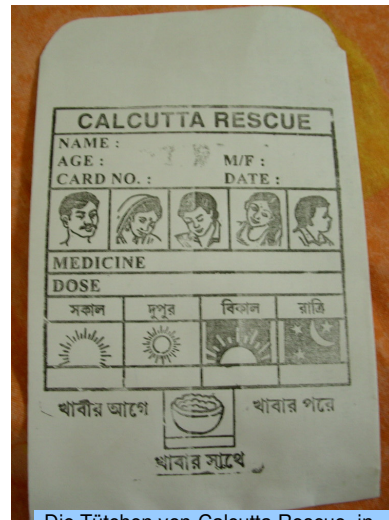 CALCUTTA RESCUE
NAME :
AGE : M/F :
CARD NO. : DATE :
MEDICINE
DOSE
সকাল দুপুর বিকাল রাত্রি
খাবার আগে খাবার পরে
খাবার সাথে
Die Tütchen von Calcutta Rescue, in